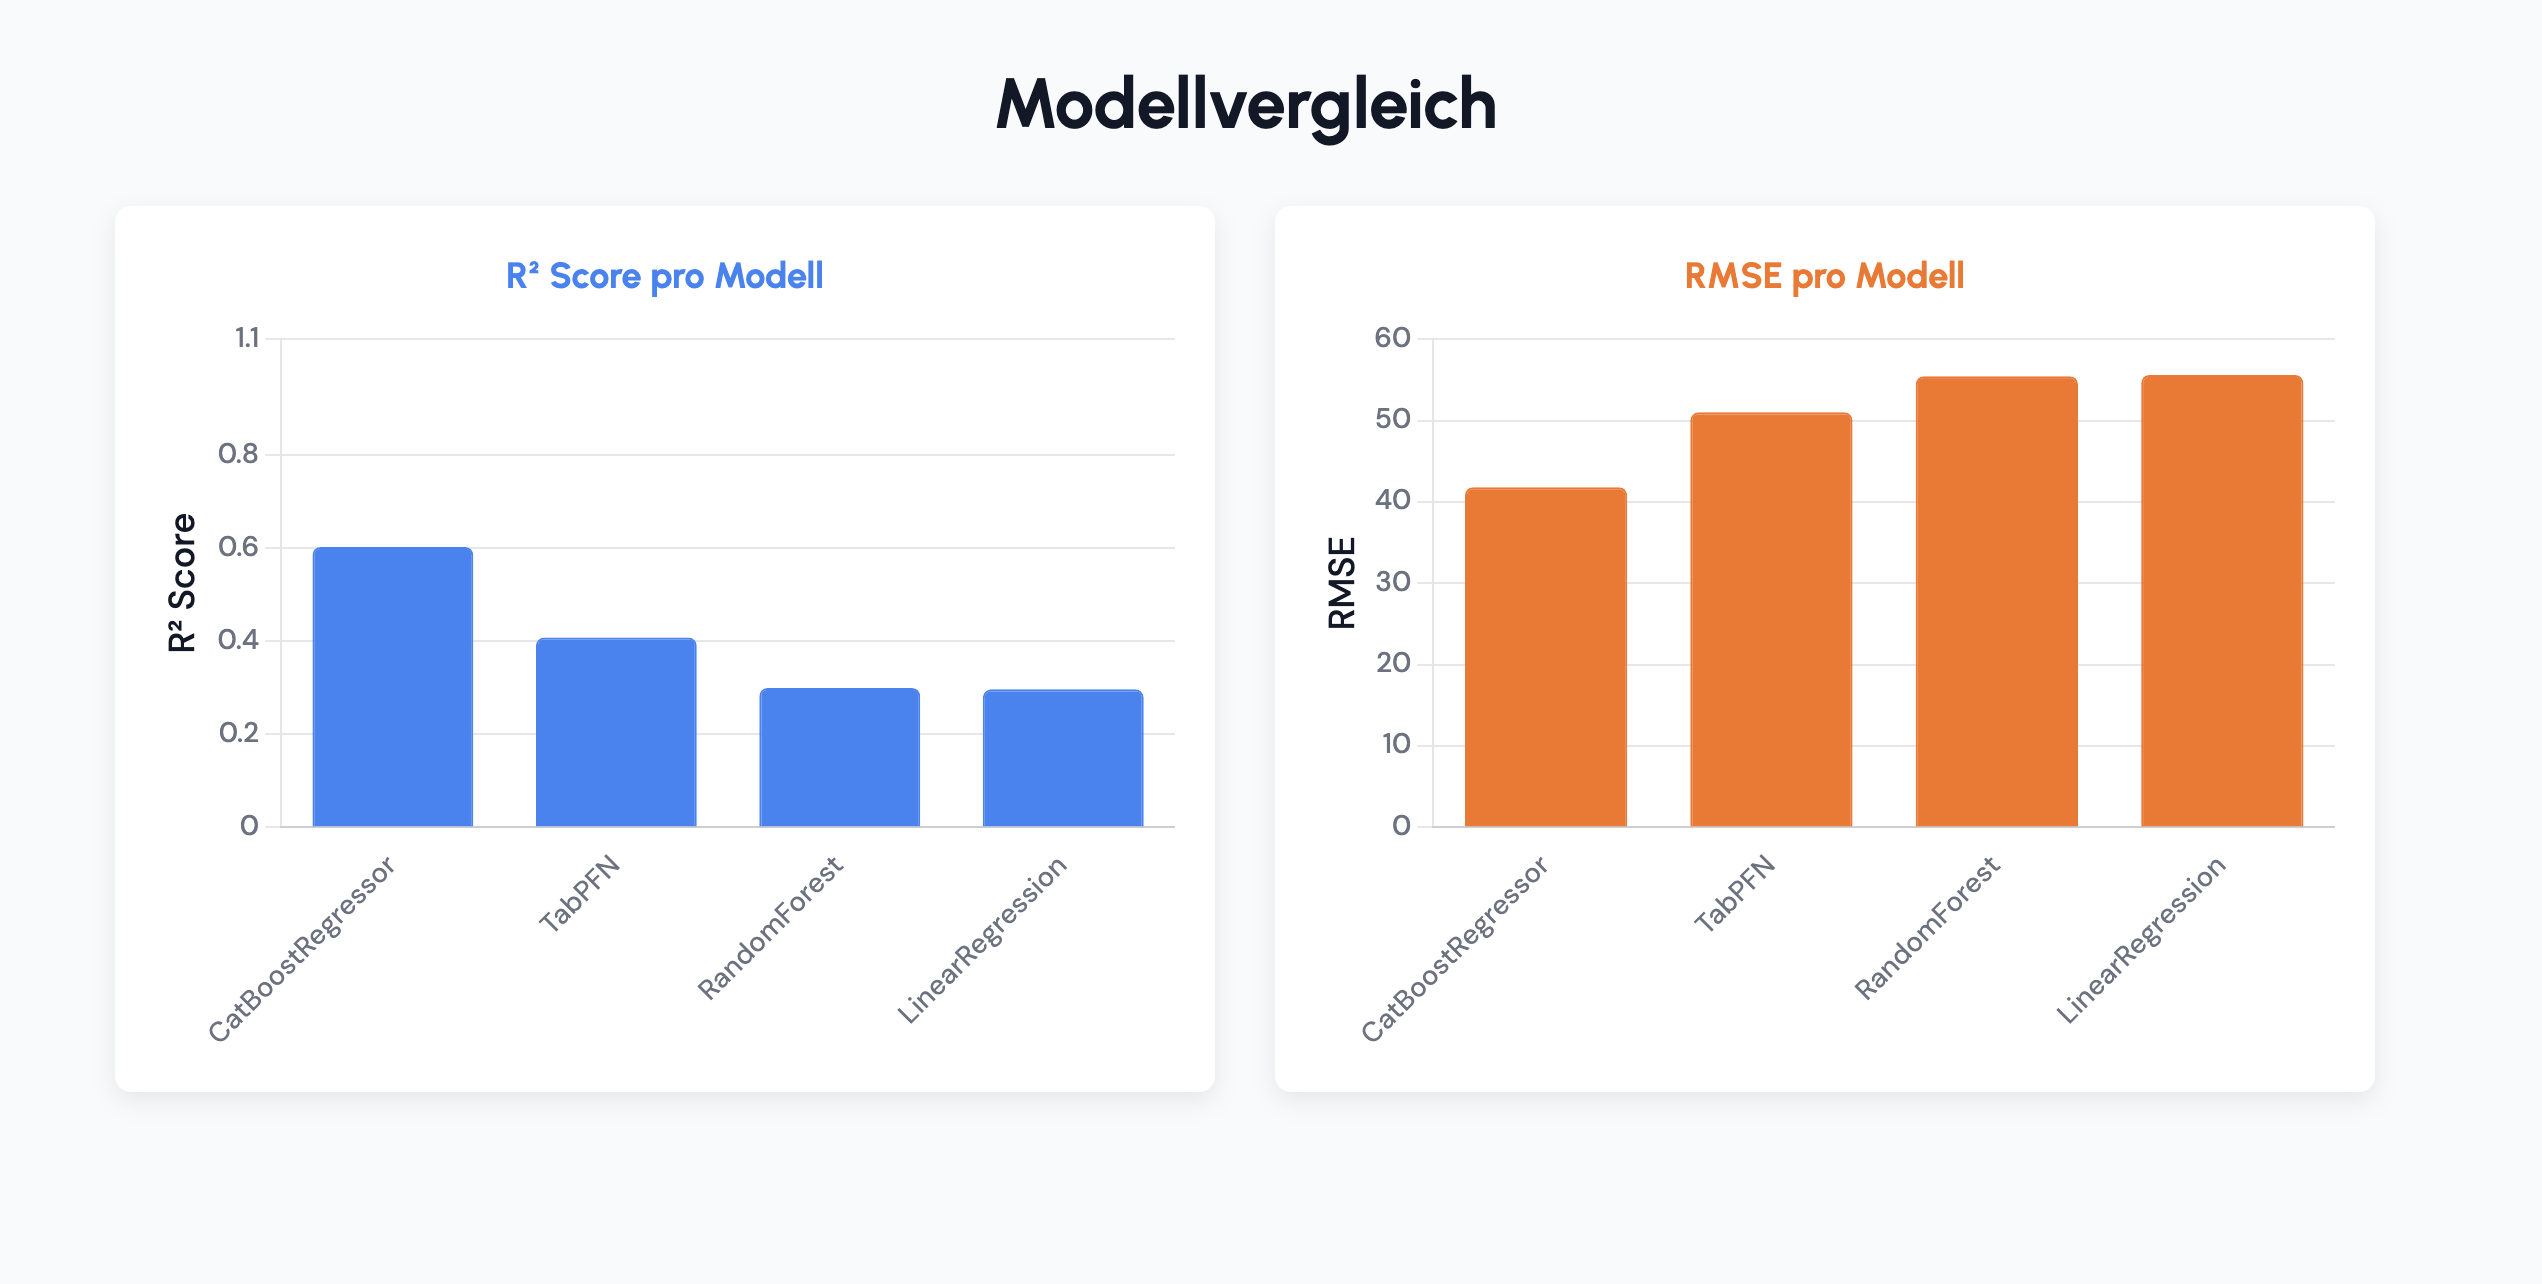 Modellvergleich
R² Score pro Modell
1.1
0.8
0.6
0.4
0.2
0
R² Score
CatBoostRegressor
TabPFN
RandomForest
LinearRegression
RMSE pro Modell
60
50
40
30
20
10
0
RMSE
CatBoostRegressor
TabPFN
RandomForest
LinearRegression